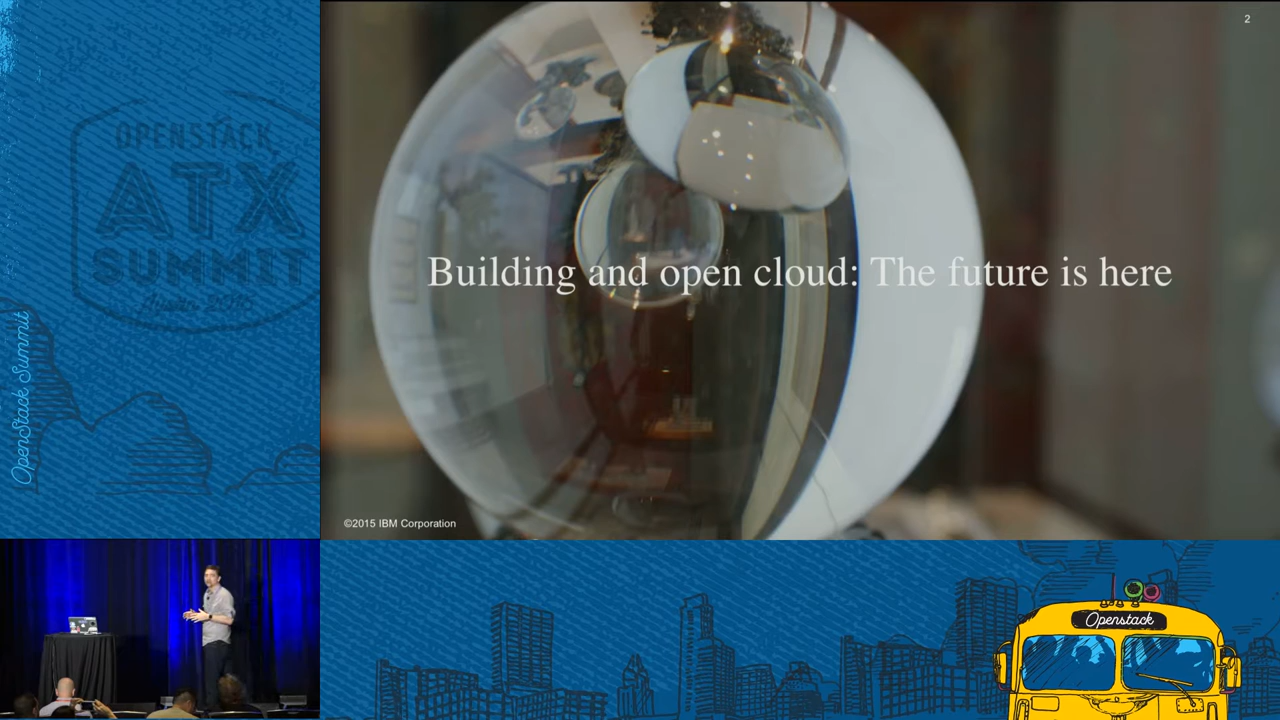 2
Building and open cloud: The future is here
©2015 IBM Corporation
OPENSTACK
ATX
SUMMIT
OpenStack Summit
Openstack